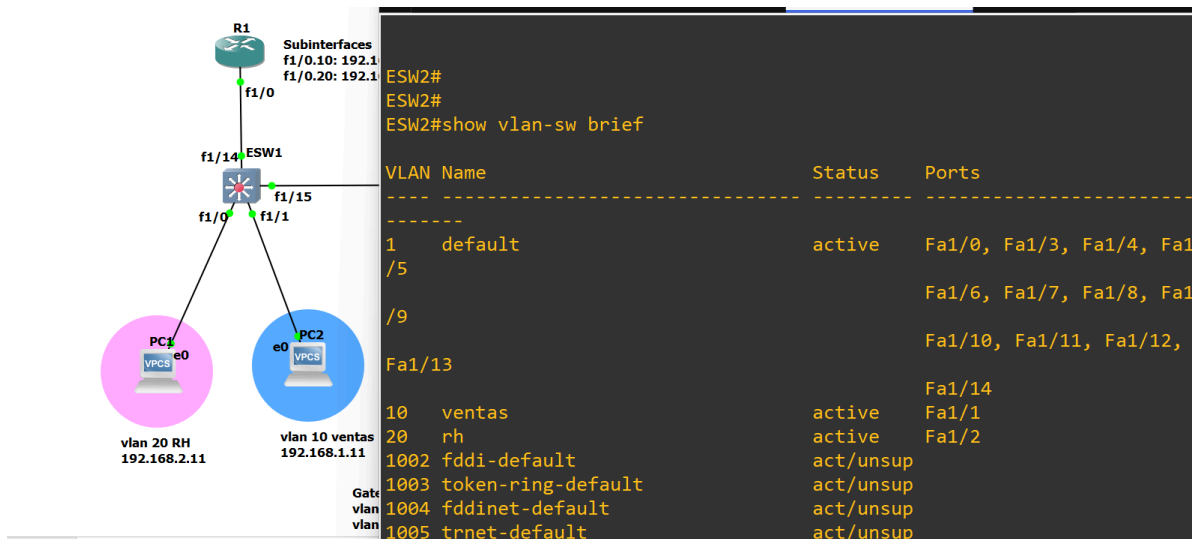 R1
Subinterfaces
f1/0.10: 192.1
f1/0.20: 192.1
f1/0
f1/14
ESW1
f1/15
f1/0
f1/1
PC1
e0
VPCS
PC2
e0
VPCS
vlan 20 RH
192.168.2.11
vlan 10 ventas
192.168.1.11
Gate
vlan
vlan
ESW2#
ESW2#
ESW2#show vlan-sw brief
VLAN Name Status Ports
---- -------------------------------- --------- ------------------------
-------
1 default active Fa1/0, Fa1/3, Fa1/4, Fa1
/5
Fa1/6, Fa1/7, Fa1/8, Fa1
/9
Fa1/10, Fa1/11, Fa1/12,
Fa1/13
Fa1/14
10 ventas active Fa1/1
20 rh active Fa1/2
1002 fddi-default act/unsup
1003 token-ring-default act/unsup
1004 fddinet-default act/unsup
1005 trnet-default act/unsup